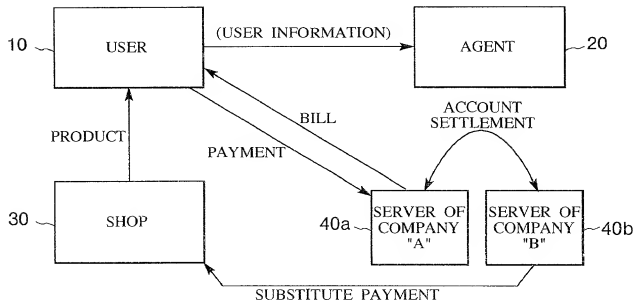 10
USER
(USER INFORMATION)
AGENT
20
ACCOUNT
SETTLEMENT
BILL
PRODUCT
PAYMENT
30
SHOP
40a
SERVER OF
COMPANY
"A"
SERVER OF
COMPANY
"B"
40b
SUBSTITUTE PAYMENT